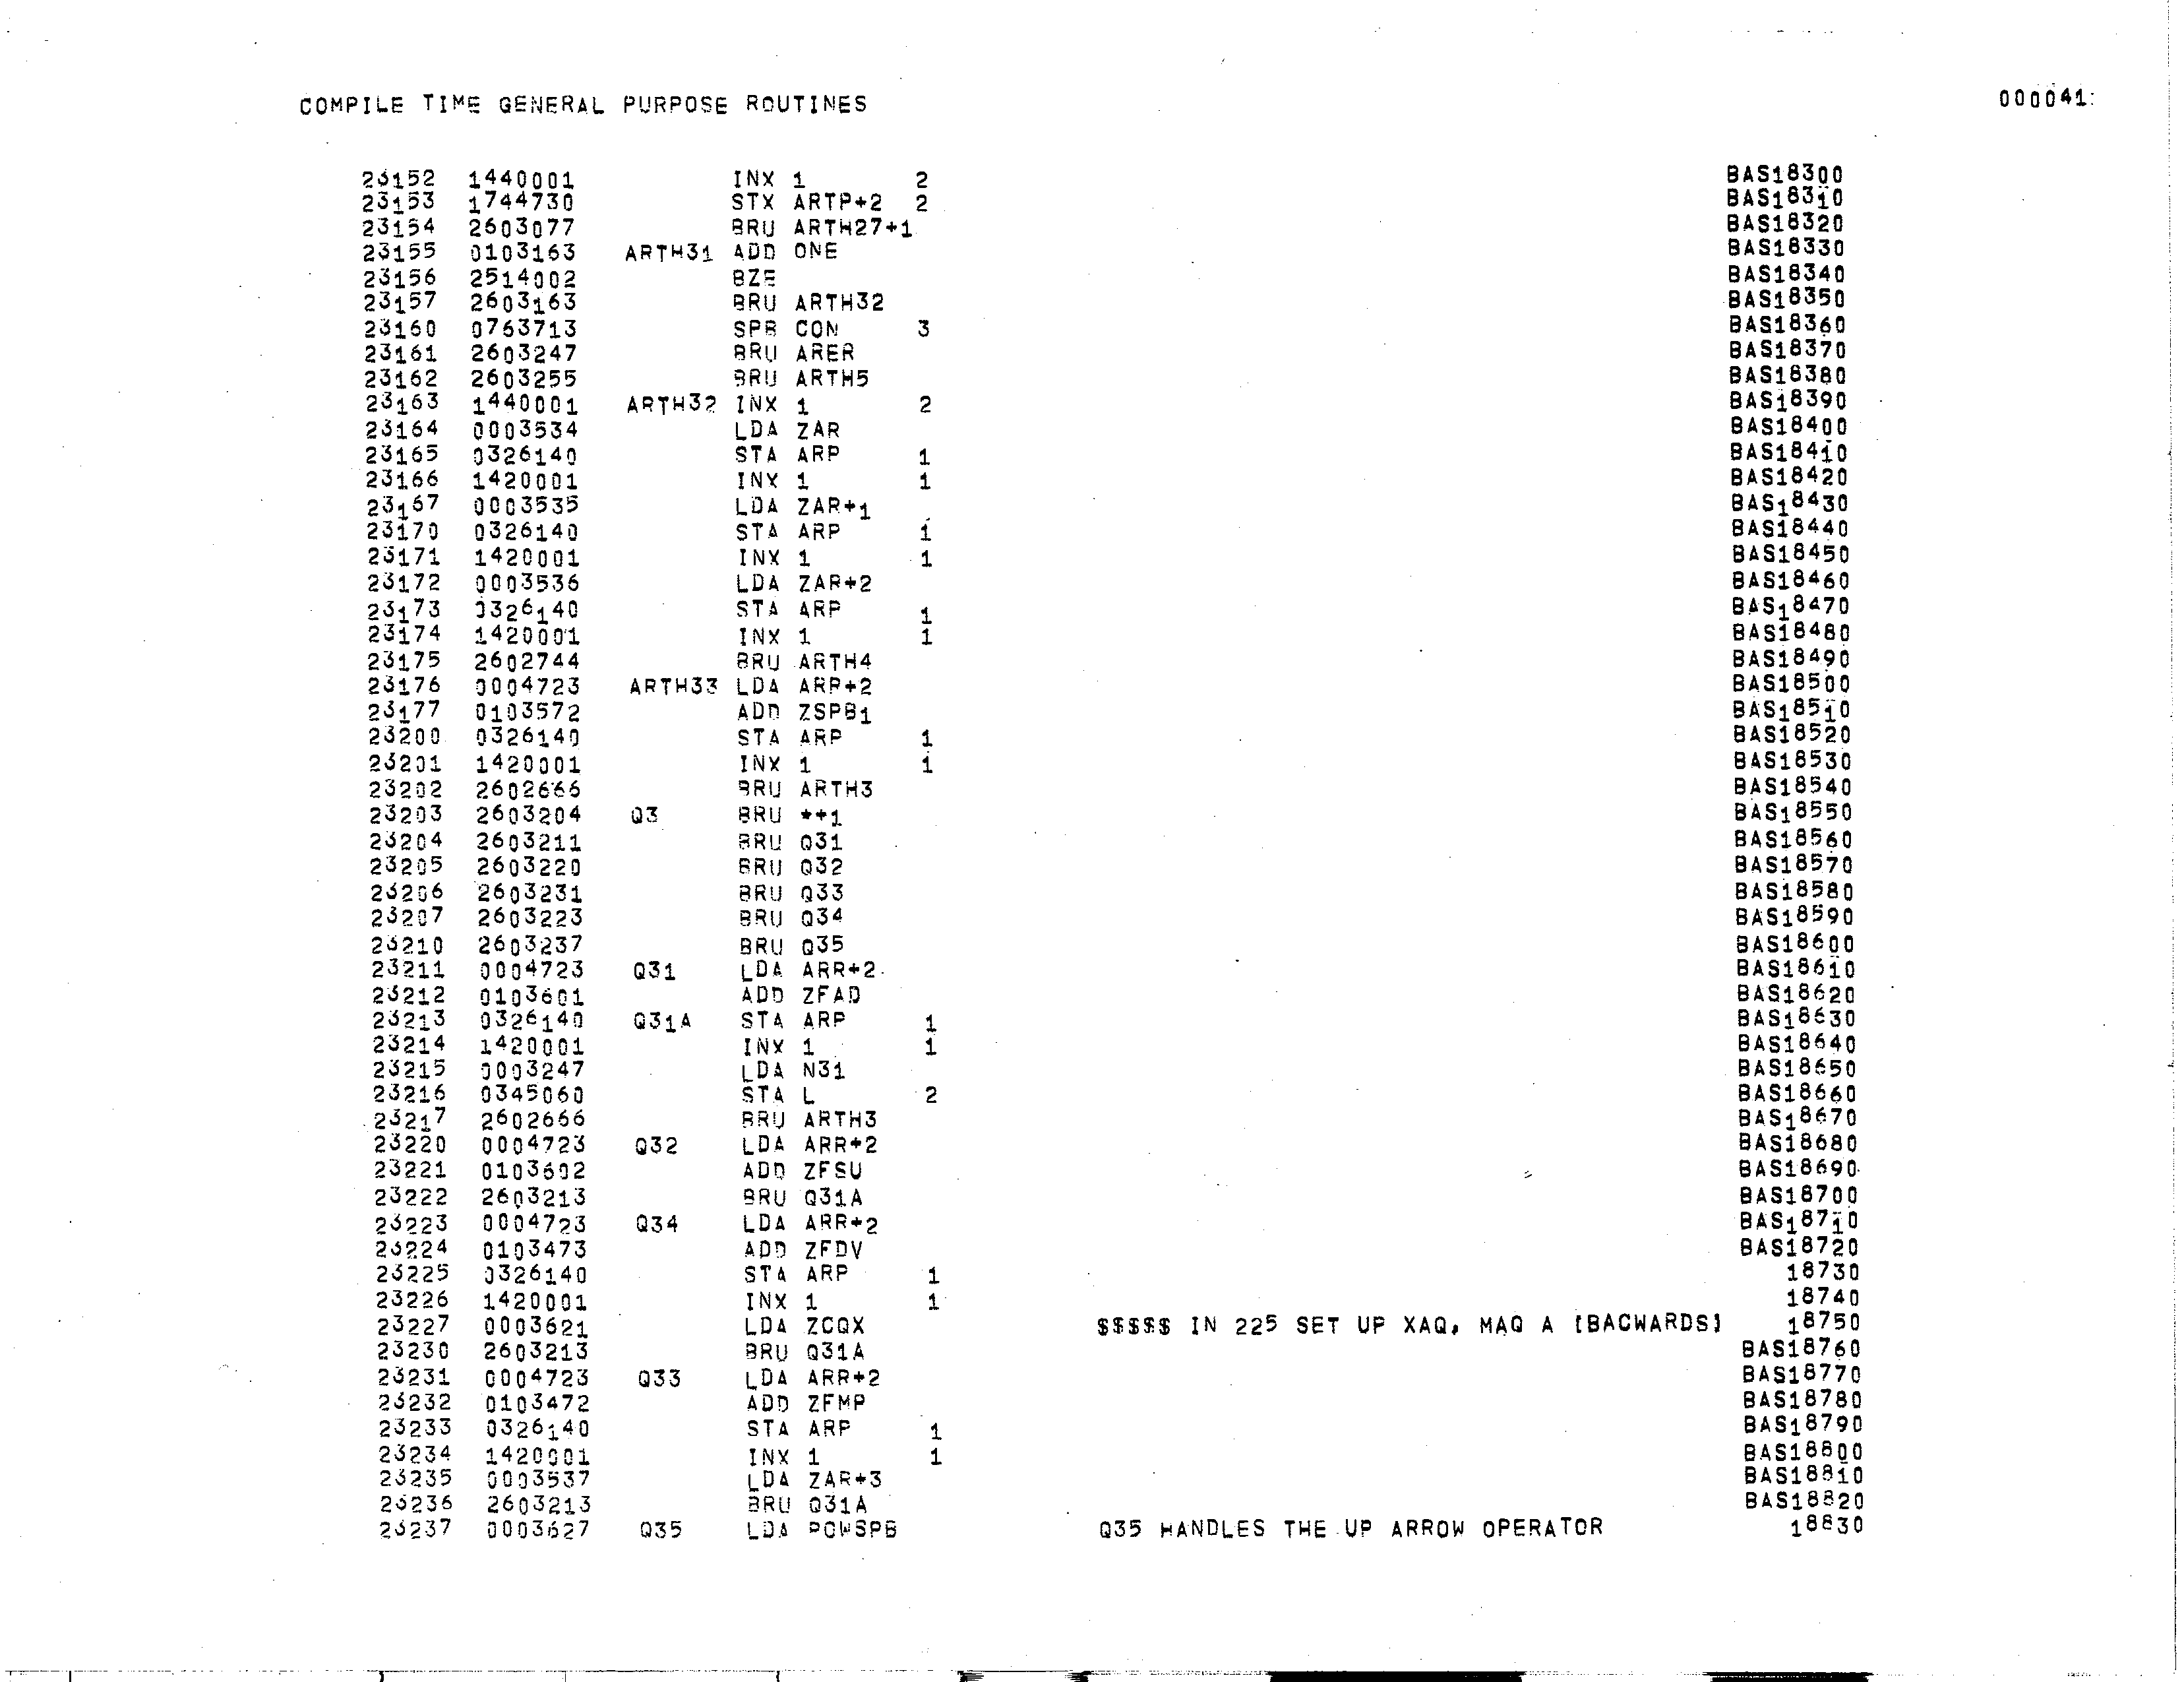 COMPILE TIME GENERAL PURPOSE ROUTINES 000041
23152 1440001 INX 1 2 BAS18300
23153 1744730 STX ARTP+2 2 BAS18310
23154 2603077 BRU ARTH27+1 BAS18320
23155 0103163 ARTH31 ADD ONE BAS18330
23156 2514002 BZE BAS18340
23157 2603163 BRU ARTH32 BAS18350
23160 0763713 SPB CON 3 BAS18360
23161 2603247 BRU ARER BAS18370
23162 2603255 BRU ARTH5 BAS18380
23163 1440001 ARTH32 INX 1 2 BAS18390
23164 0003534 LDA ZAR BAS18400
23165 0326140 STA ARP 1 BAS18410
23166 1420001 INX 1 1 BAS18420
23167 0003535 LDA ZAR+1 BAS18430
23170 0326140 STA ARP 1 BAS18440
23171 1420001 INX 1 1 BAS18450
23172 0003536 LDA ZAR+2 BAS18460
23173 0326140 STA ARP 1 BAS18470
23174 1420001 INX 1 1 BAS18480
23175 2602744 BRU ARTH4 BAS18490
23176 0004723 ARTH33 LDA ARR+2 BAS18500
23177 0103572 ADD ZSPB1 BAS18510
23200 0326140 STA ARP 1 BAS18520
23201 1420001 INX 1 1 BAS18530
23202 2602666 BRU ARTH3 BAS18540
23203 2603204 Q3 BRU *+1 BAS18550
23204 2603211 BRU Q31 BAS18560
23205 2603220 BRU Q32 BAS18570
23206 2603231 BRU Q33 BAS18580
23207 2603223 BRU Q34 BAS18590
23210 2603237 BRU Q35 BAS18600
23211 0004723 Q31 LDA ARR+2 BAS18610
23212 0103601 ADD ZFAD BAS18620
23213 0326140 Q31A STA ARP 1 BAS18630
23214 1420001 INX 1 1 BAS18640
23215 0003247 LDA N31 BAS18650
23216 0345060 STA L 2 BAS18660
23217 2602666 BRU ARTH3 BAS18670
23220 0004723 Q32 LDA ARR+2 BAS18680
23221 0103602 ADD ZFSU BAS18690
23222 2603213 BRU Q31A BAS18700
23223 0004723 Q34 LDA ARR+2 BAS18710
23224 0103473 ADD ZFDV BAS18720
23225 0326140 STA ARP 1 18730
23226 1420001 INX 1 1 18740
23227 0003621 LDA ZCQX $$$$$ IN 225 SET UP XAQ, MAQ A [BACWARDS] 18750
23230 2603213 BRU Q31A BAS18760
23231 0004723 Q33 LDA ARR+2 BAS18770
23232 0103472 ADD ZFMP BAS18780
23233 0326140 STA ARP 1 BAS18790
23234 1420001 INX 1 1 BAS18800
23235 0003537 LDA ZAR+3 BAS18810
23236 2603213 BRU Q31A BAS18820
23237 0003627 Q35 LDA POWSPB Q35 HANDLES THE UP ARROW OPERATOR 18830